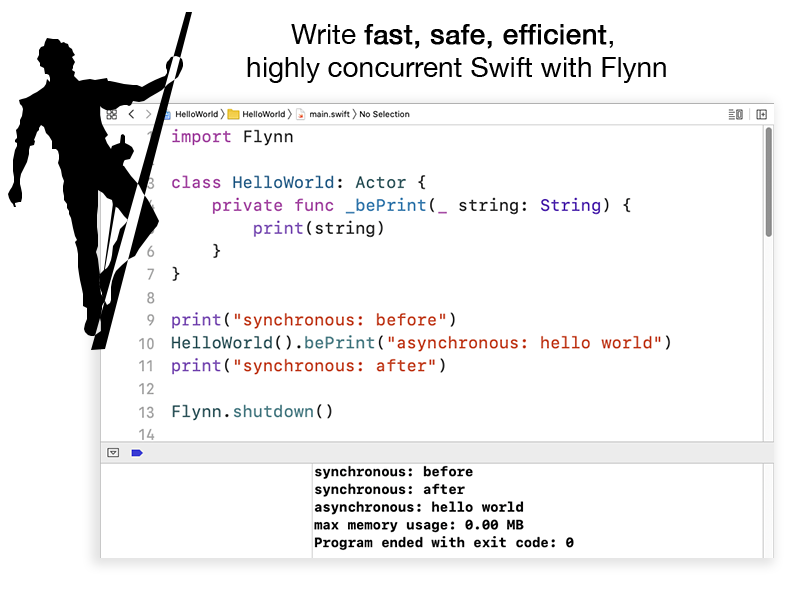 Write fast, safe, efficient,
highly concurrent Swift with Flynn
HelloWorld HelloWorld main.swift No Selection
import Flynn
3 class HelloWorld: Actor {
private func _bePrint(_ string: String) {
print(string)
6 }
7 }
8
9 print("synchronous: before")
10 HelloWorld().bePrint("asynchronous: hello world")
11 print("synchronous: after")
12
13 Flynn.shutdown()
14
synchronous: before
synchronous: after
asynchronous: hello world
max memory usage: 0.00 MB
Program ended with exit code: 0